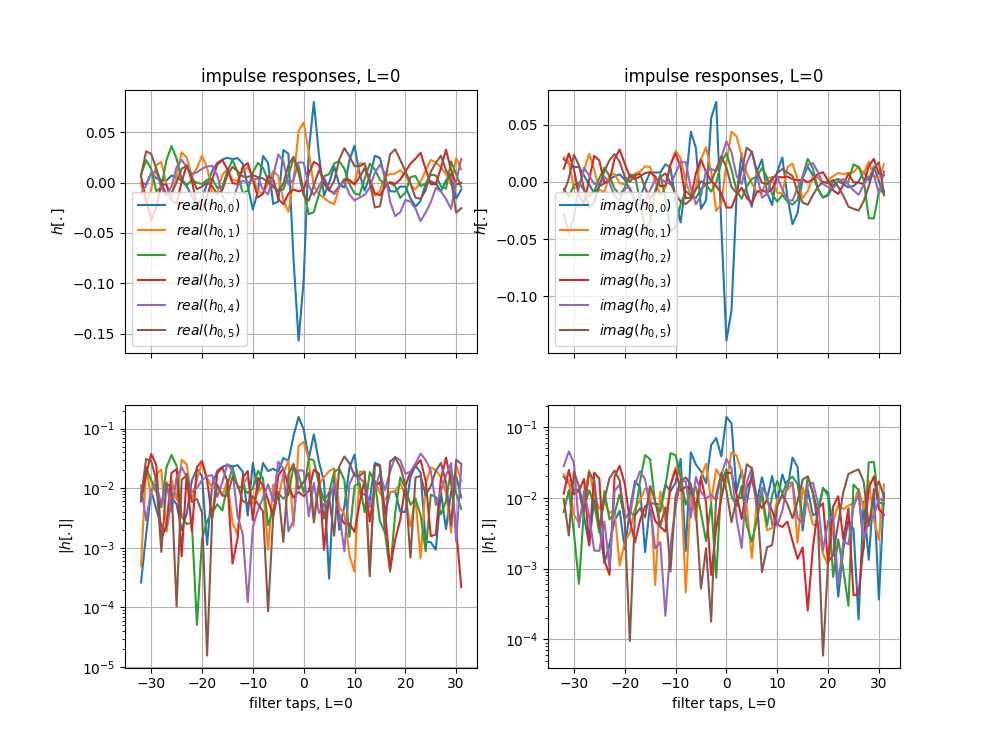 impulse responses, L=0
0.05
0.00
−0.05
−0.10
−0.15
h[.]
real(h0,0)
real(h0,1)
real(h0,2)
real(h0,3)
real(h0,4)
real(h0,5)
impulse responses, L=0
0.05
0.00
−0.05
−0.10
h[.]
imag(h0,0)
imag(h0,1)
imag(h0,2)
imag(h0,3)
imag(h0,4)
imag(h0,5)
10−1
10−2
10−3
10−4
10−5
|h[.]|
−30 −20 −10 0 10 20 30
filter taps, L=0
10−1
10−2
10−3
10−4
|h[.]|
−30 −20 −10 0 10 20 30
filter taps, L=0